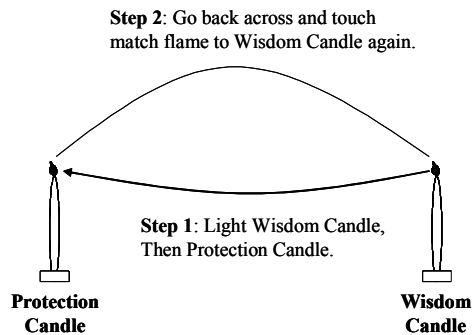 Step 2: Go back across and touch
match flame to Wisdom Candle again.
Step 1: Light Wisdom Candle,
Then Protection Candle.
Protection
Candle
Wisdom
Candle